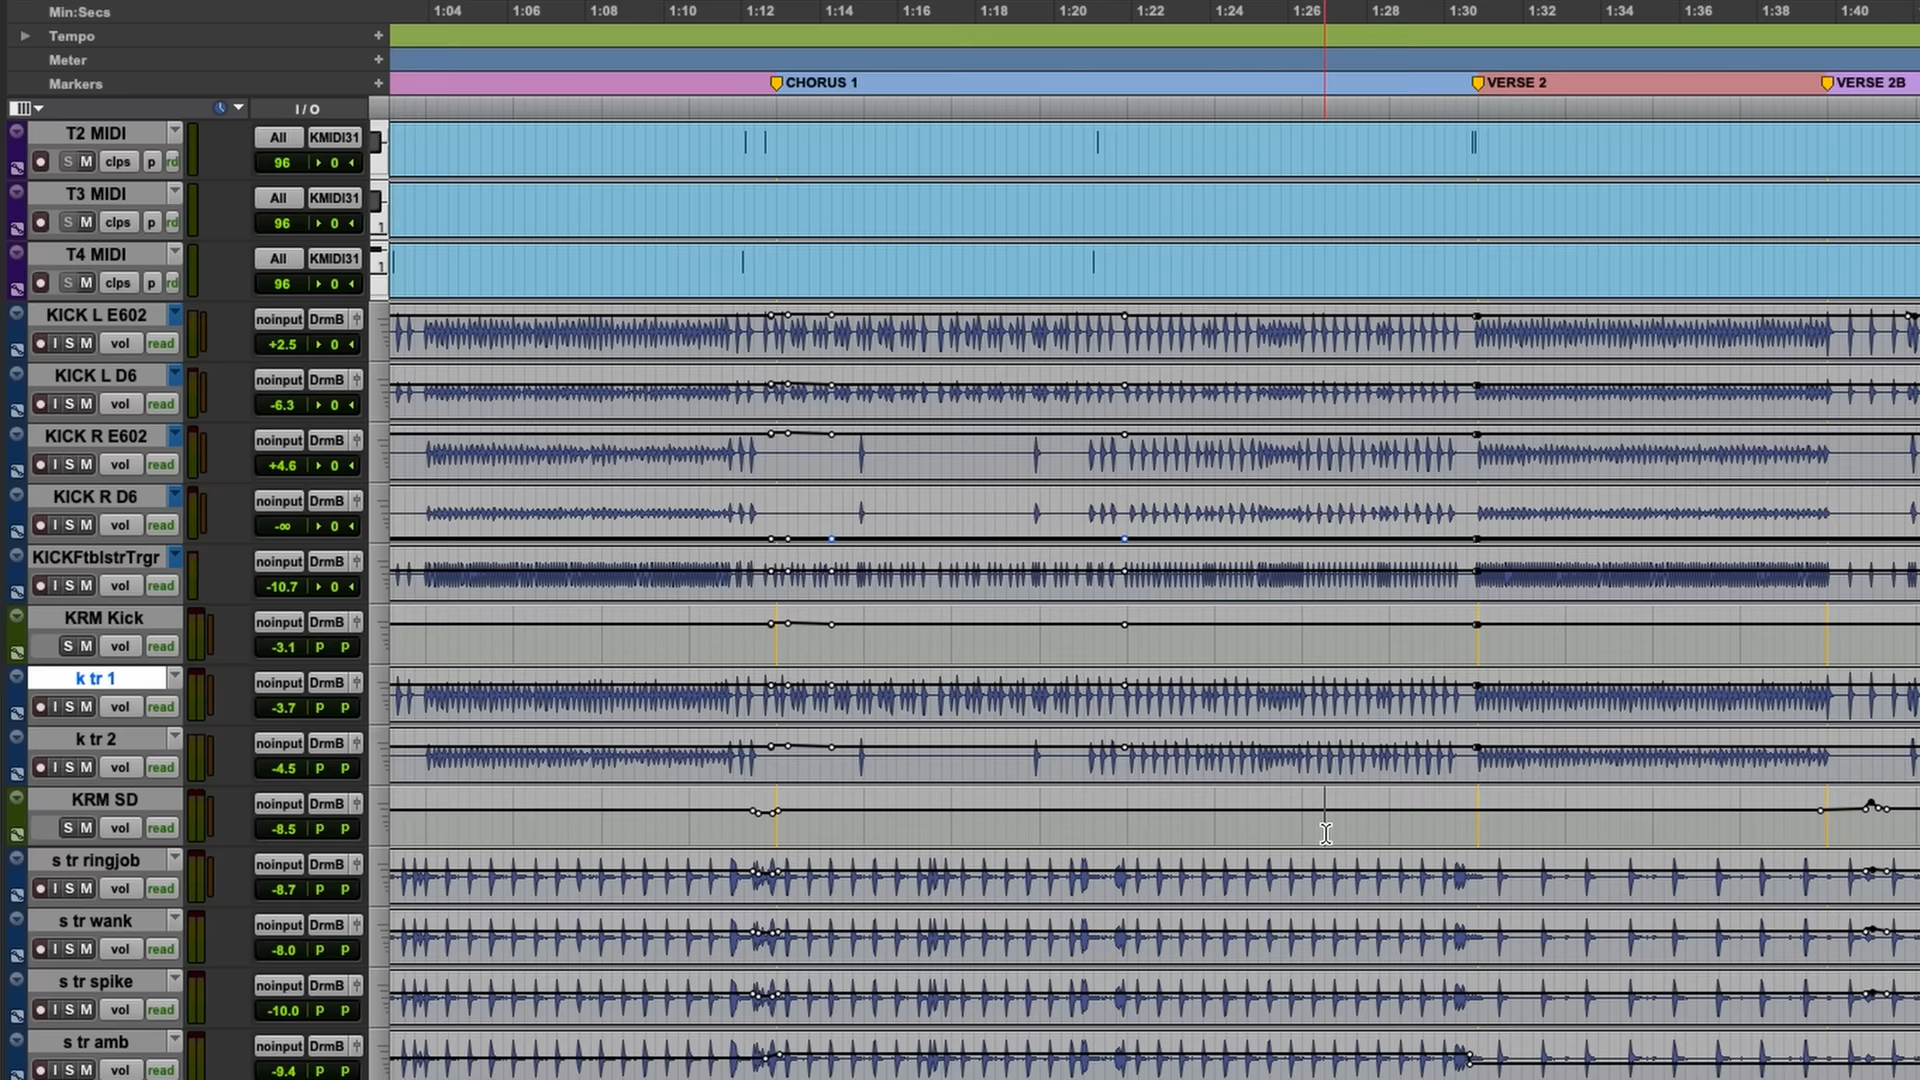 Min:Secs 1:04 1:06 1:08 1:10 1:12 1:14 1:16 1:18 1:20 1:22 1:24 1:26 1:28 1:30 1:32 1:34 1:36 1:38 1:40
Tempo +
Meter +
Markers + CHORUS 1 VERSE 2 VERSE 2B
I / O
T2 MIDI All KMIDI31
S M clps p rd 96 0
T3 MIDI All KMIDI31
S M clps p rd 96 0 1
T4 MIDI All KMIDI31 1
S M clps p rd 96 0
KICK L E602 noinput DrmB
I S M vol read +2.5 0
KICK L D6 noinput DrmB
I S M vol read -6.3 0
KICK R E602 noinput DrmB
I S M vol read +4.6 0
KICK R D6 noinput DrmB
I S M vol read -∞ 0
KICKFtblstrTrgr noinput DrmB
I S M vol read -10.7 0
KRM Kick noinput DrmB
S M vol read -3.1 P P
k tr 1 noinput DrmB
I S M vol read -3.7 P P
k tr 2 noinput DrmB
I S M vol read -4.5 P P
KRM SD noinput DrmB
S M vol read -8.5 P P
s tr ringjob noinput DrmB
I S M vol read -8.7 P P
s tr wank noinput DrmB
I S M vol read -8.0 P P
s tr spike noinput DrmB
I S M vol read -10.0 P P
s tr amb noinput DrmB
I S M vol read -9.4 P P